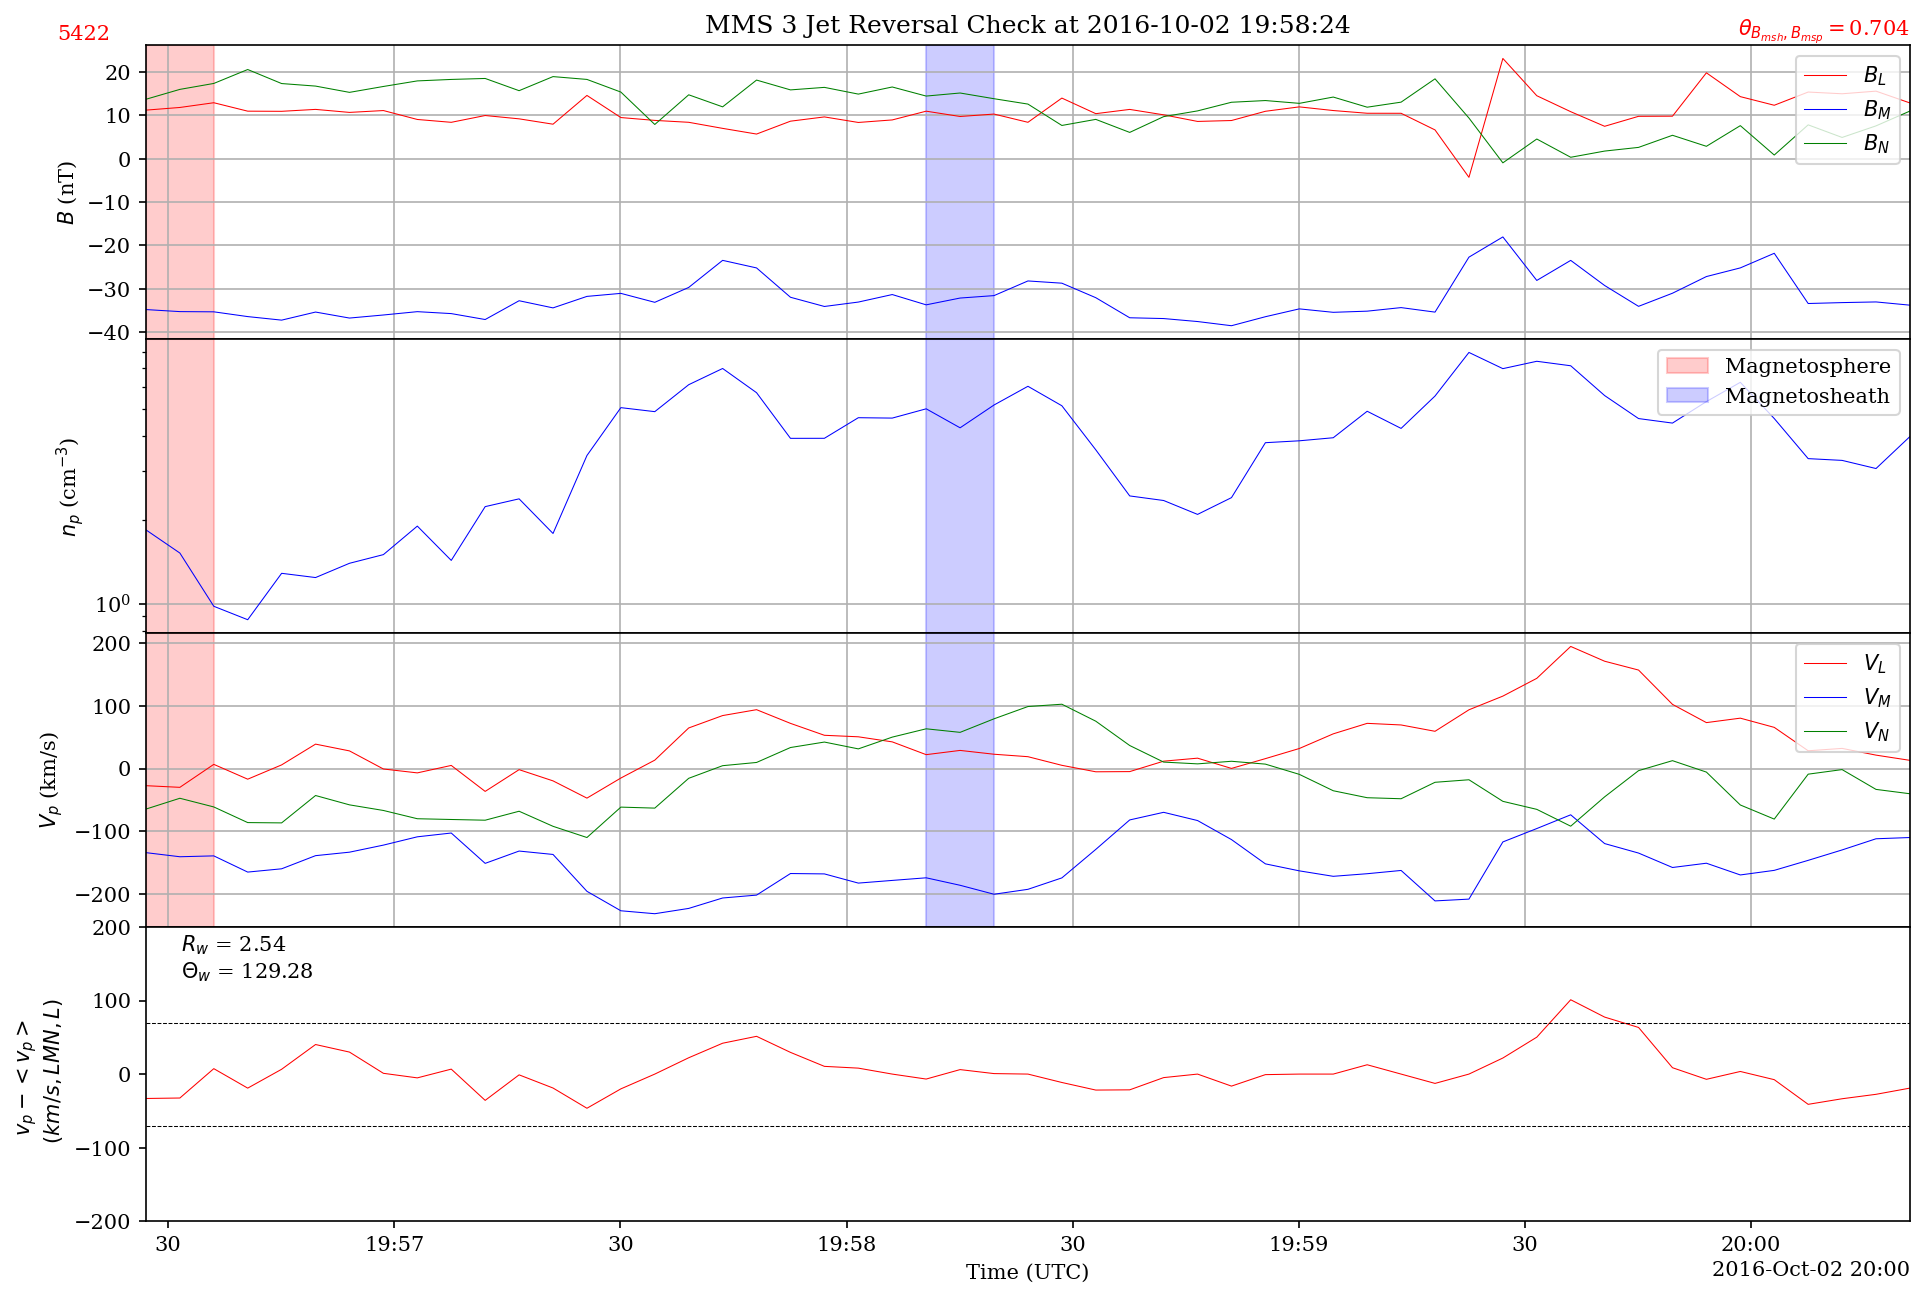 MMS 3 Jet Reversal Check at 2016-10-02 19:58:24
5422
θ_{B_{msh}, B_{msp}} = 0.704
20
10
0
−10
−20
−30
−40
B (nT)
B_L
B_M
B_N
10^0
n_p (cm^{−3})
Magnetosphere
Magnetosheath
200
100
0
−100
−200
V_p (km/s)
V_L
V_M
V_N
200
100
0
−100
−200
v_p − < v_p >
(km/s, LMN, L)
R_w = 2.54
Θ_w = 129.28
30 19:57 30 19:58 30 19:59 30 20:00
Time (UTC)
2016-Oct-02 20:00